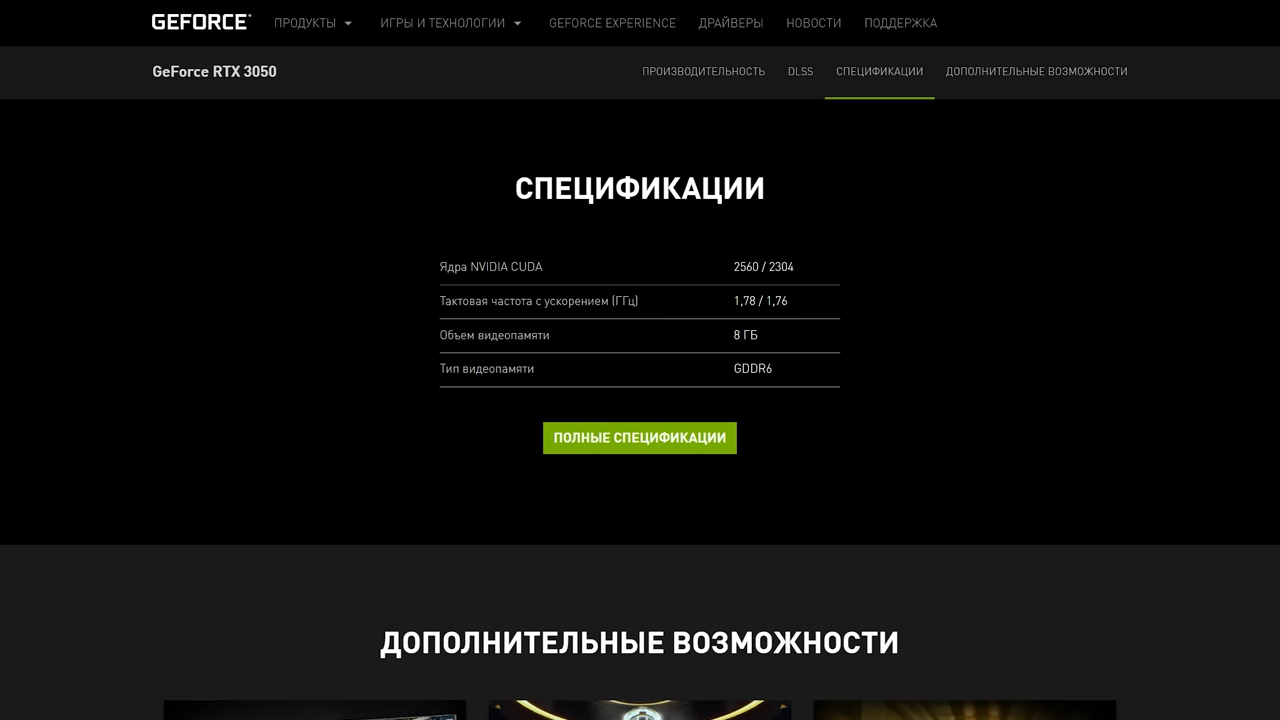 GEFORCE ПРОДУКТЫ ИГРЫ И ТЕХНОЛОГИИ GEFORCE EXPERIENCE ДРАЙВЕРЫ НОВОСТИ ПОДДЕРЖКА
GeForce RTX 3050 ПРОИЗВОДИТЕЛЬНОСТЬ DLSS СПЕЦИФИКАЦИИ ДОПОЛНИТЕЛЬНЫЕ ВОЗМОЖНОСТИ
СПЕЦИФИКАЦИИ
Ядра NVIDIA CUDA 2560 / 2304
Тактовая частота с ускорением (ГГц) 1,78 / 1,76
Объем видеопамяти 8 ГБ
Тип видеопамяти GDDR6
ПОЛНЫЕ СПЕЦИФИКАЦИИ
ДОПОЛНИТЕЛЬНЫЕ ВОЗМОЖНОСТИ